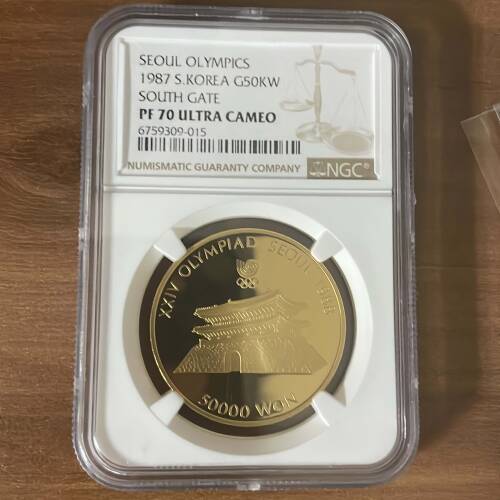 SEOUL OLYMPICS
1987 S.KOREA G50KW
SOUTH GATE
PF 70 ULTRA CAMEO
6759309-015
NUMISMATIC GUARANTY COMPANY
NGC®
XXIV OLYMPIAD SEOUL 1988
50000 WON